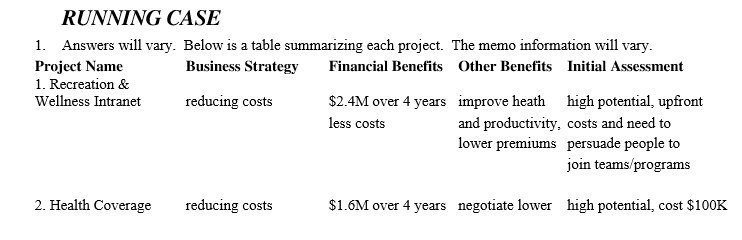 RUNNING CASE
1. Answers will vary. Below is a table summarizing each project. The memo information will vary.
Project Name Business Strategy Financial Benefits Other Benefits Initial Assessment
1. Recreation &
Wellness Intranet reducing costs $2.4M over 4 years improve heath high potential, upfront
less costs and productivity, costs and need to
lower premiums persuade people to
join teams/programs
2. Health Coverage reducing costs $1.6M over 4 years negotiate lower high potential, cost $100K